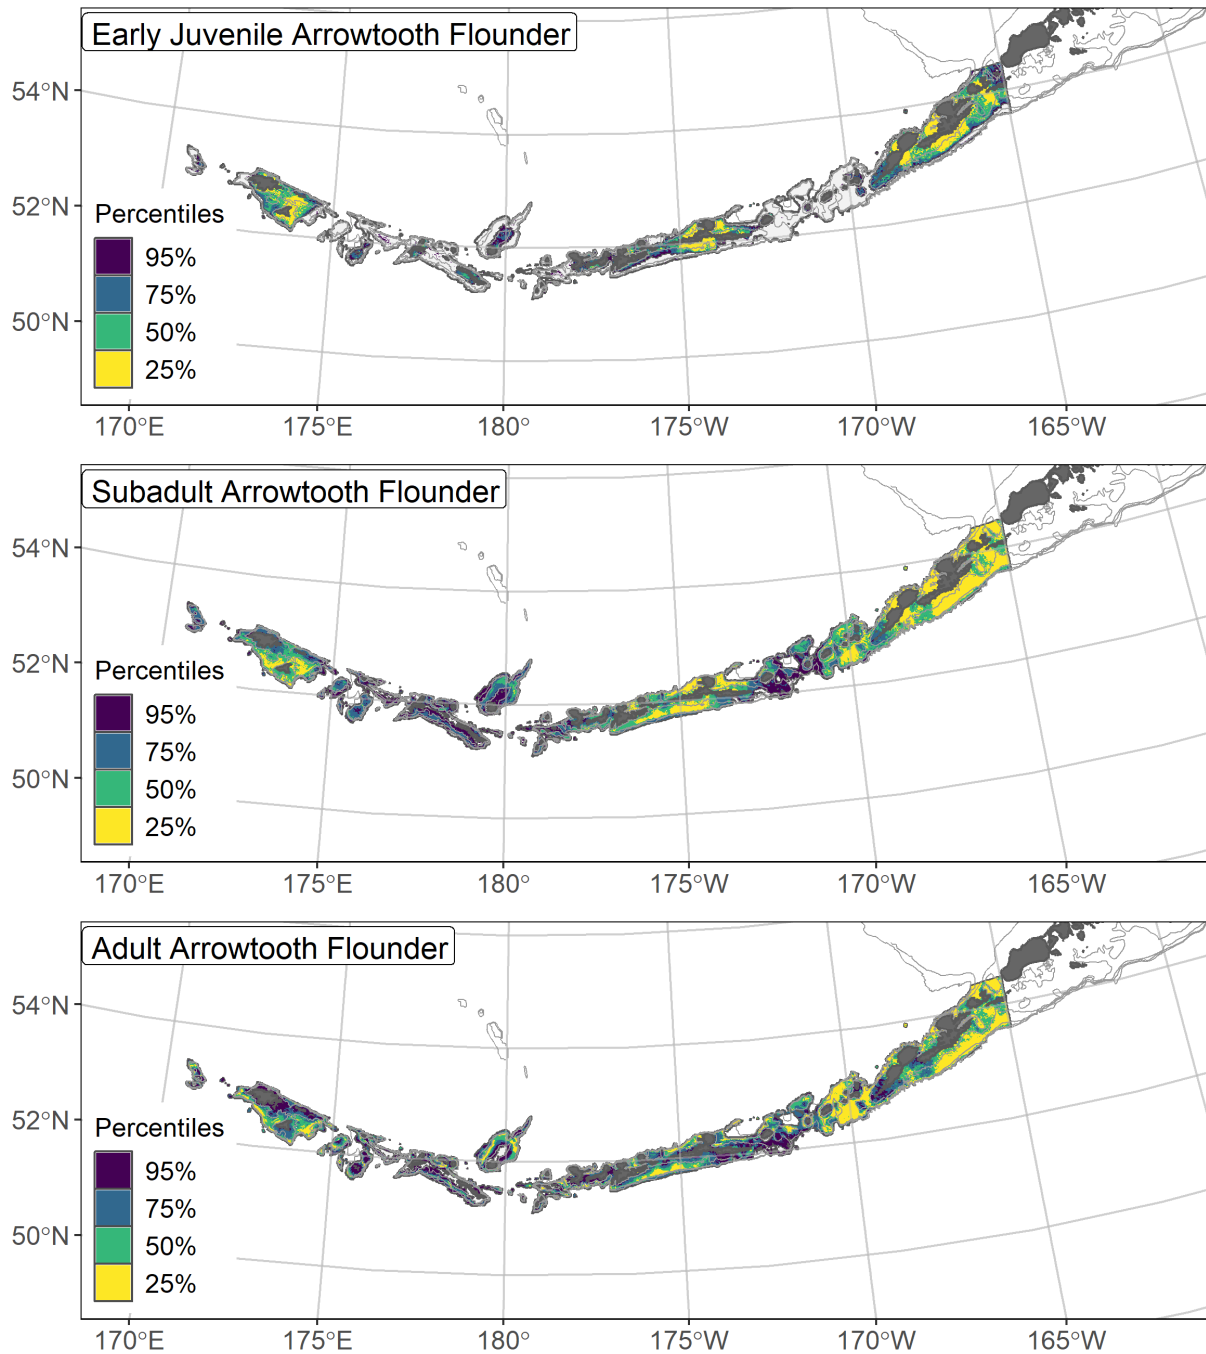 Early Juvenile Arrowtooth Flounder
54°N
52°N
50°N
Percentiles
95%
75%
50%
25%
170°E 175°E 180° 175°W 170°W 165°W
Subadult Arrowtooth Flounder
54°N
52°N
50°N
Percentiles
95%
75%
50%
25%
170°E 175°E 180° 175°W 170°W 165°W
Adult Arrowtooth Flounder
54°N
52°N
50°N
Percentiles
95%
75%
50%
25%
170°E 175°E 180° 175°W 170°W 165°W